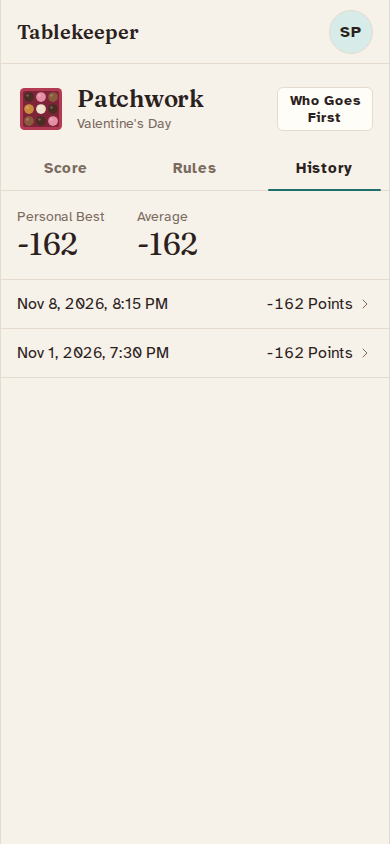 Tablekeeper
SP
Patchwork
Valentine's Day
Who Goes
First
Score
Rules
History
Personal Best
Average
-162
-162
Nov 8, 2026, 8:15 PM
-162 Points
Nov 1, 2026, 7:30 PM
-162 Points